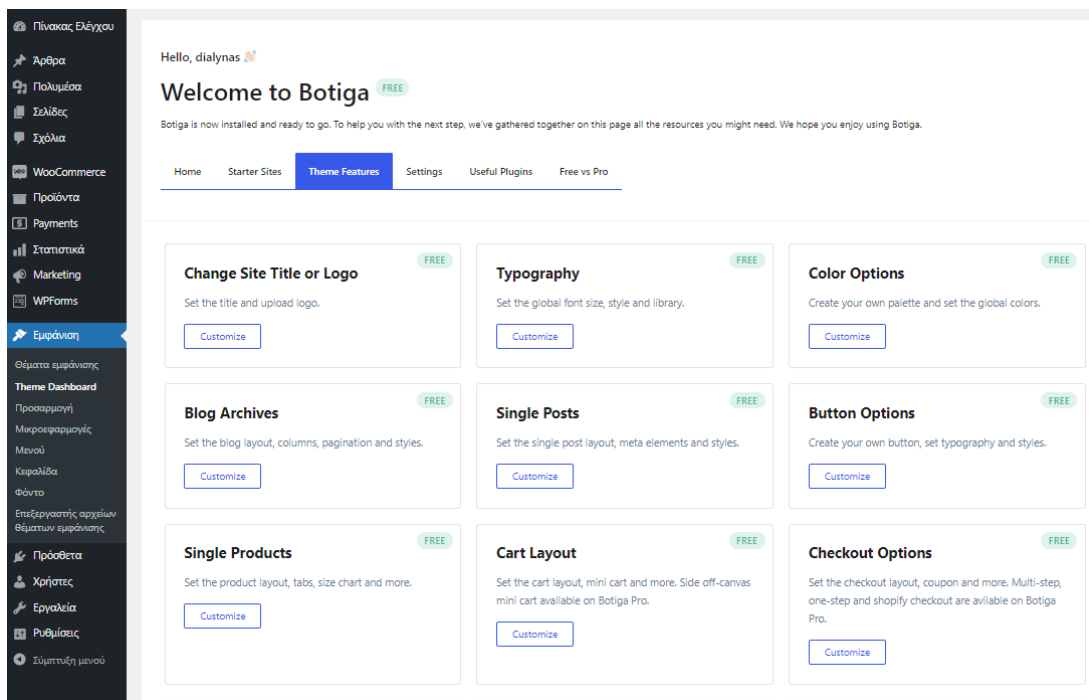 Πίνακας Ελέγχου
Άρθρα
Πολυμέσα
Σελίδες
Σχόλια
WooCommerce
Προϊόντα
Payments
Στατιστικά
Marketing
WPForms
Εμφάνιση
Θέματα εμφάνισης
Theme Dashboard
Προσαρμογή
Μικροεφαρμογές
Μενού
Κεφαλίδα
Φόντο
Επεξεργαστής αρχείων
θέματων εμφάνισης
Πρόσθετα
Χρήστες
Εργαλεία
Ρυθμίσεις
Σύμπτυξη μενού
Hello, dialynas
Welcome to Botiga FREE
Botiga is now installed and ready to go. To help you with the next step, we've gathered together on this page all the resources you might need. We hope you enjoy using Botiga.
Home Starter Sites Theme Features Settings Useful Plugins Free vs Pro
FREE
Change Site Title or Logo
Set the title and upload logo.
Customize
FREE
Typography
Set the global font size, style and library.
Customize
FREE
Color Options
Create your own palette and set the global colors.
Customize
FREE
Blog Archives
Set the blog layout, columns, pagination and styles.
Customize
FREE
Single Posts
Set the single post layout, meta elements and styles.
Customize
FREE
Button Options
Create your own button, set typography and styles.
Customize
FREE
Single Products
Set the product layout, tabs, size chart and more.
Customize
FREE
Cart Layout
Set the cart layout, mini cart and more. Side off-canvas
mini cart available on Botiga Pro.
Customize
FREE
Checkout Options
Set the checkout layout, coupon and more. Multi-step,
one-step and shopify checkout are avilable on Botiga
Pro.
Customize